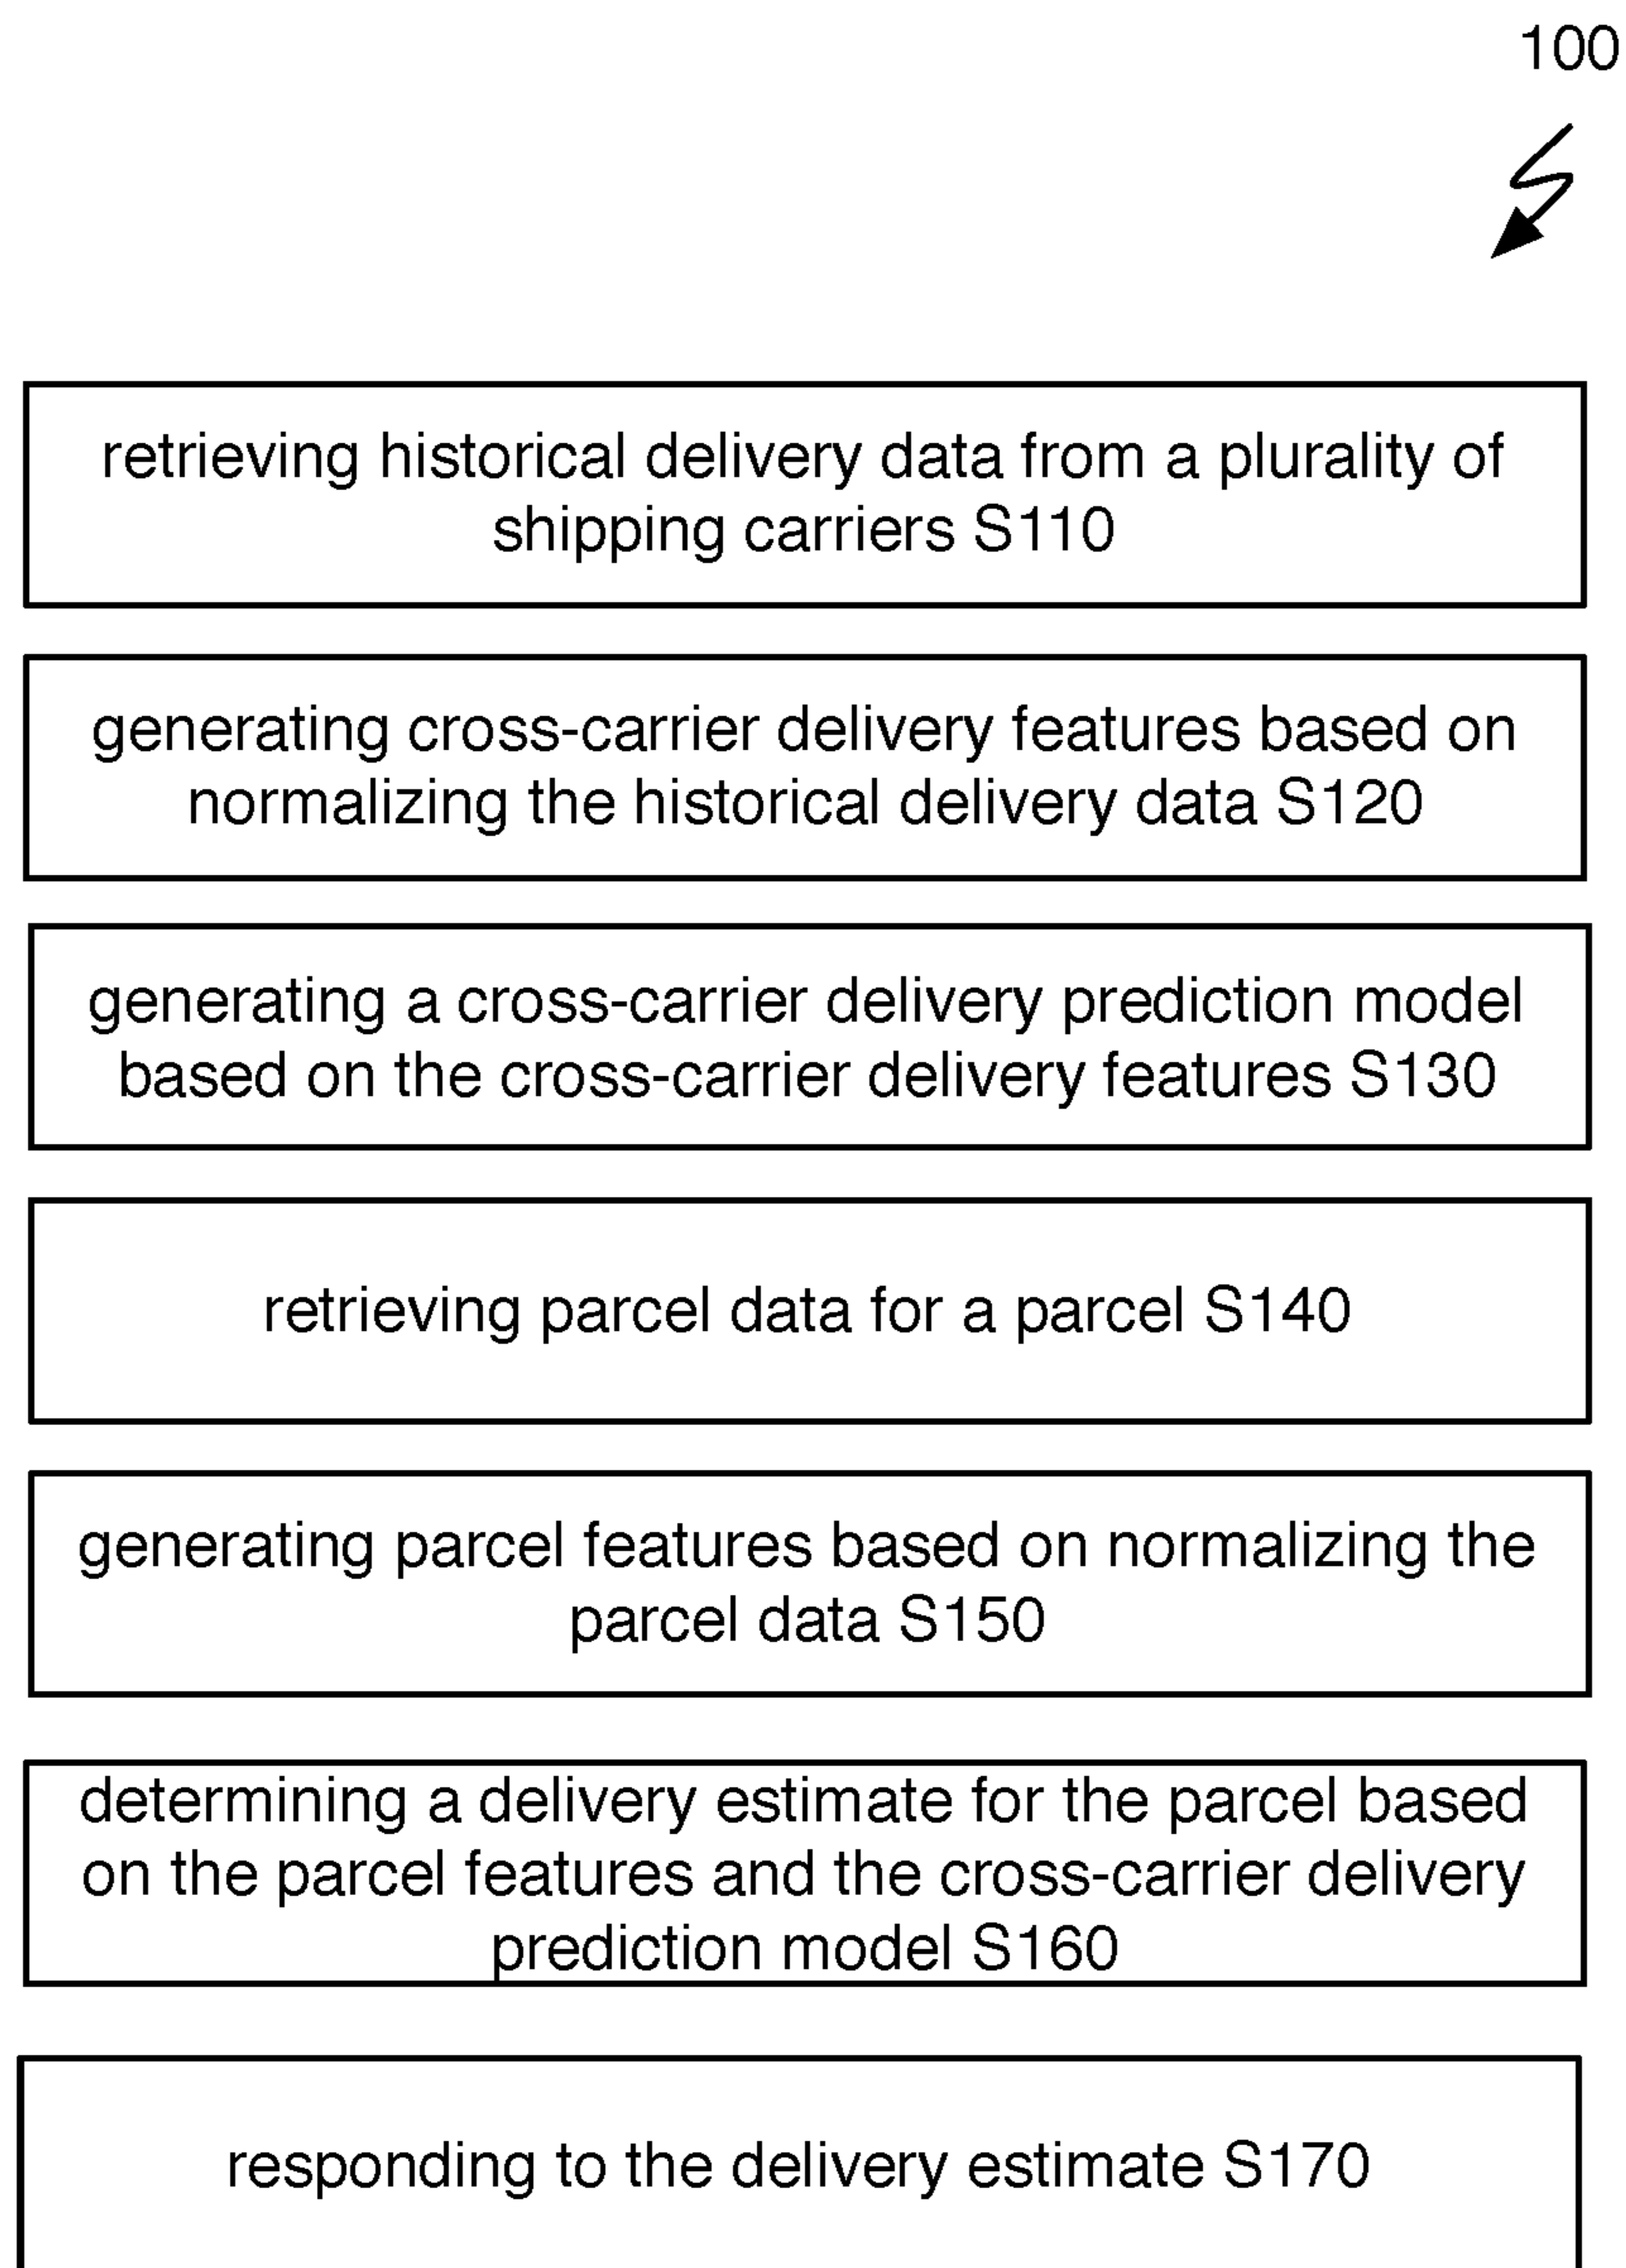 100
retrieving historical delivery data from a plurality of
shipping carriers S110
generating cross-carrier delivery features based on
normalizing the historical delivery data S120
generating a cross-carrier delivery prediction model
based on the cross-carrier delivery features S130
retrieving parcel data for a parcel S140
generating parcel features based on normalizing the
parcel data S150
determining a delivery estimate for the parcel based
on the parcel features and the cross-carrier delivery
prediction model S160
responding to the delivery estimate S170